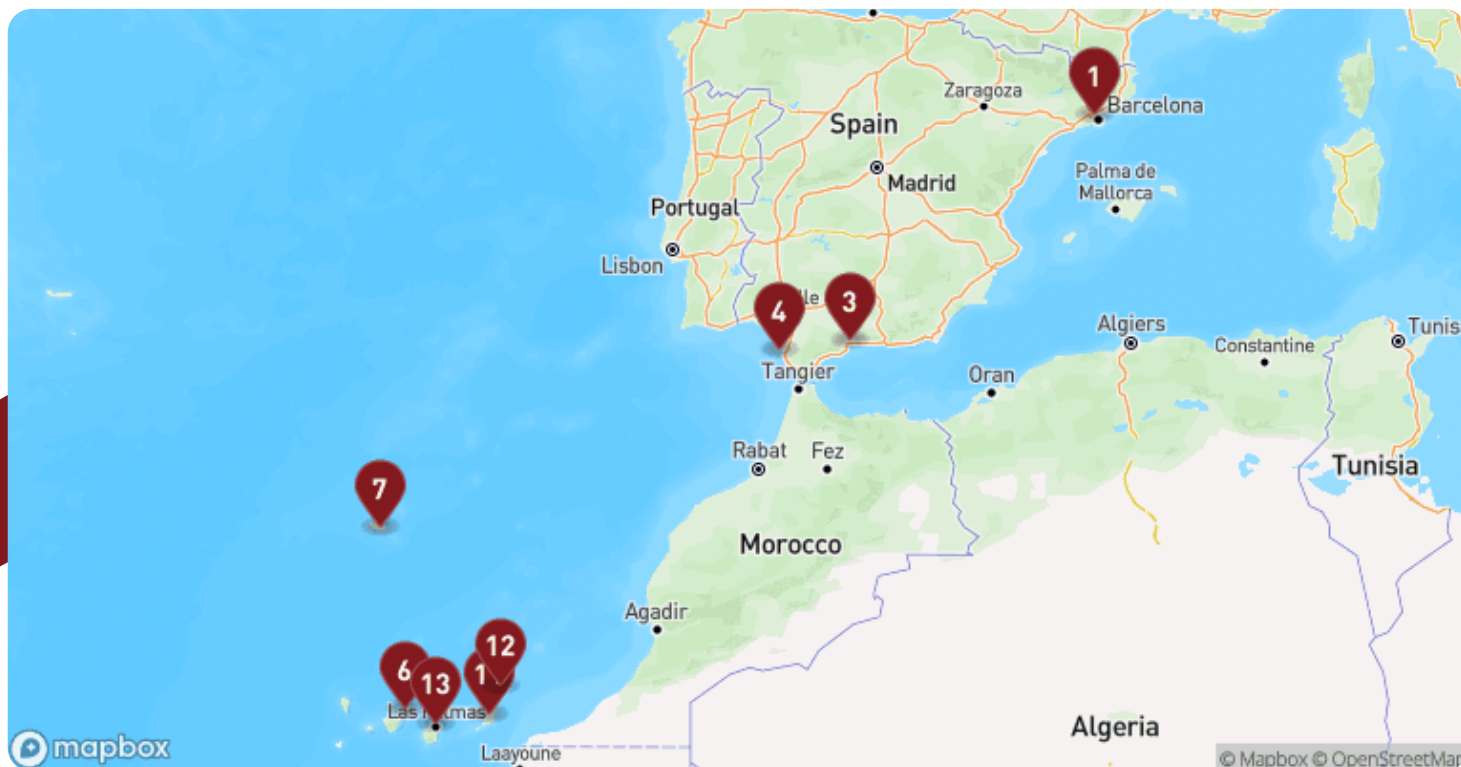 1
Zaragoza
Barcelona
Spain
Madrid
Palma de
Mallorca
Portugal
Lisbon
3
4
Algiers
Tunis
Constantine
Tangier
Oran
Rabat
Fez
Tunisia
7
Morocco
Agadir
12
6
13
Algeria
Laayoune
mapbox
© Mapbox © OpenStreetMap